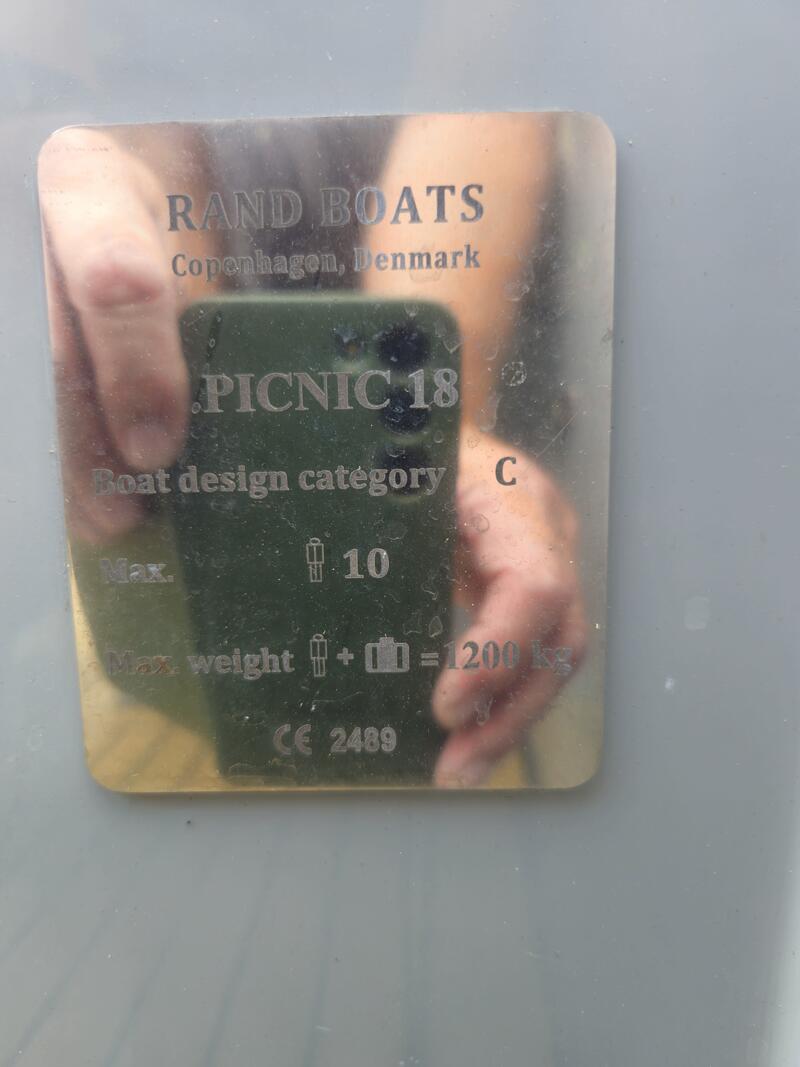 RAND BOATS
Copenhagen, Denmark
PICNIC 18
Boat design category C
Max. 10
Max. weight + = 1200 kg
CE 2489